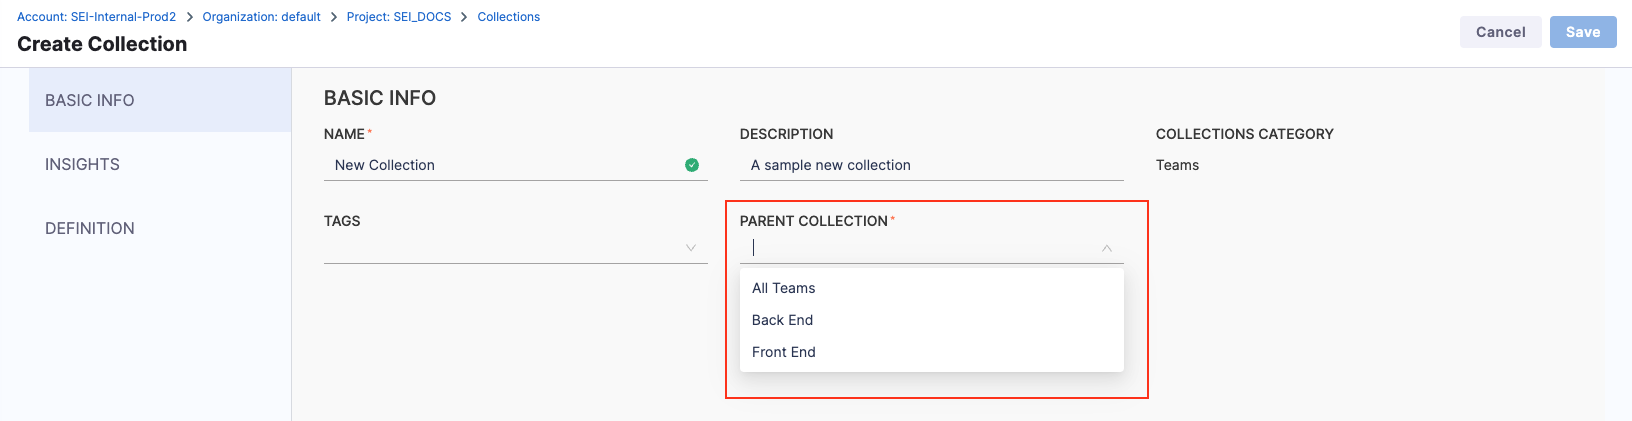 Account: SEI-Internal-Prod2 > Organization: default > Project: SEI_DOCS > Collections
Create Collection
Cancel
Save
BASIC INFO
INSIGHTS
DEFINITION
BASIC INFO
NAME* DESCRIPTION COLLECTIONS CATEGORY
New Collection A sample new collection Teams
TAGS PARENT COLLECTION*
All Teams
Back End
Front End